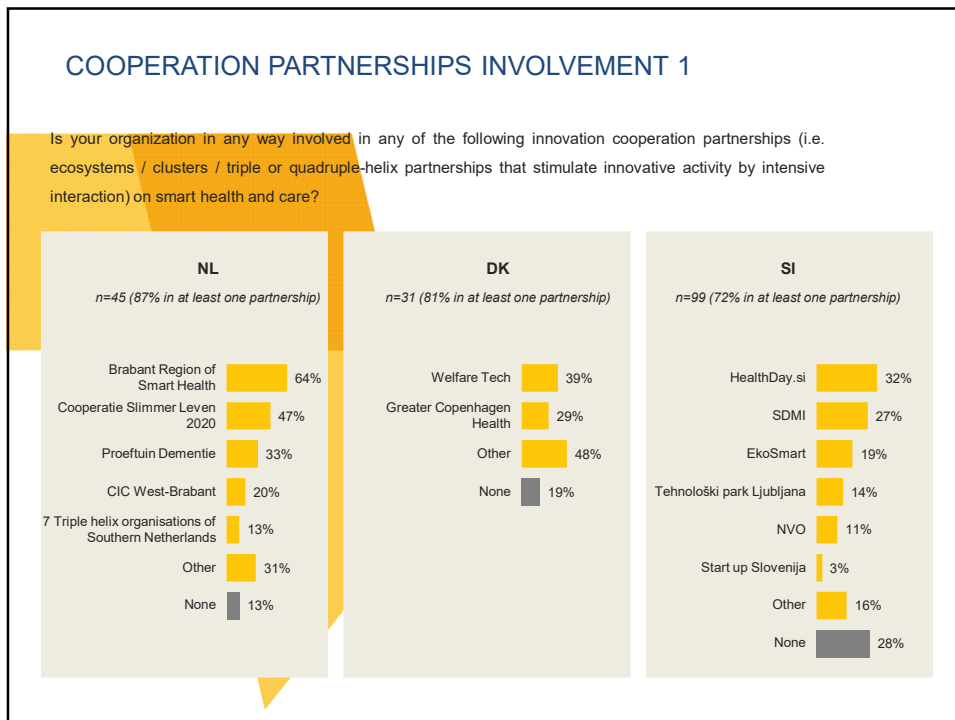 COOPERATION PARTNERSHIPS INVOLVEMENT 1
Is your organization in any way involved in any of the following innovation cooperation partnerships (i.e.
ecosystems / clusters / triple or quadruple-helix partnerships that stimulate innovative activity by intensive
interaction) on smart health and care?
NL
n=45 (87% in at least one partnership)
Brabant Region of
Smart Health
64%
Cooperatie Slimmer Leven
2020
47%
Proeftuin Dementie
33%
CIC West-Brabant
20%
7 Triple helix organisations of
Southern Netherlands
13%
Other
31%
None
13%
DK
n=31 (81% in at least one partnership)
Welfare Tech
39%
Greater Copenhagen
Health
29%
Other
48%
None
19%
SI
n=99 (72% in at least one partnership)
HealthDay.si
32%
SDMI
27%
EkoSmart
19%
Tehnološki park Ljubljana
14%
NVO
11%
Start up Slovenija
3%
Other
16%
None
28%